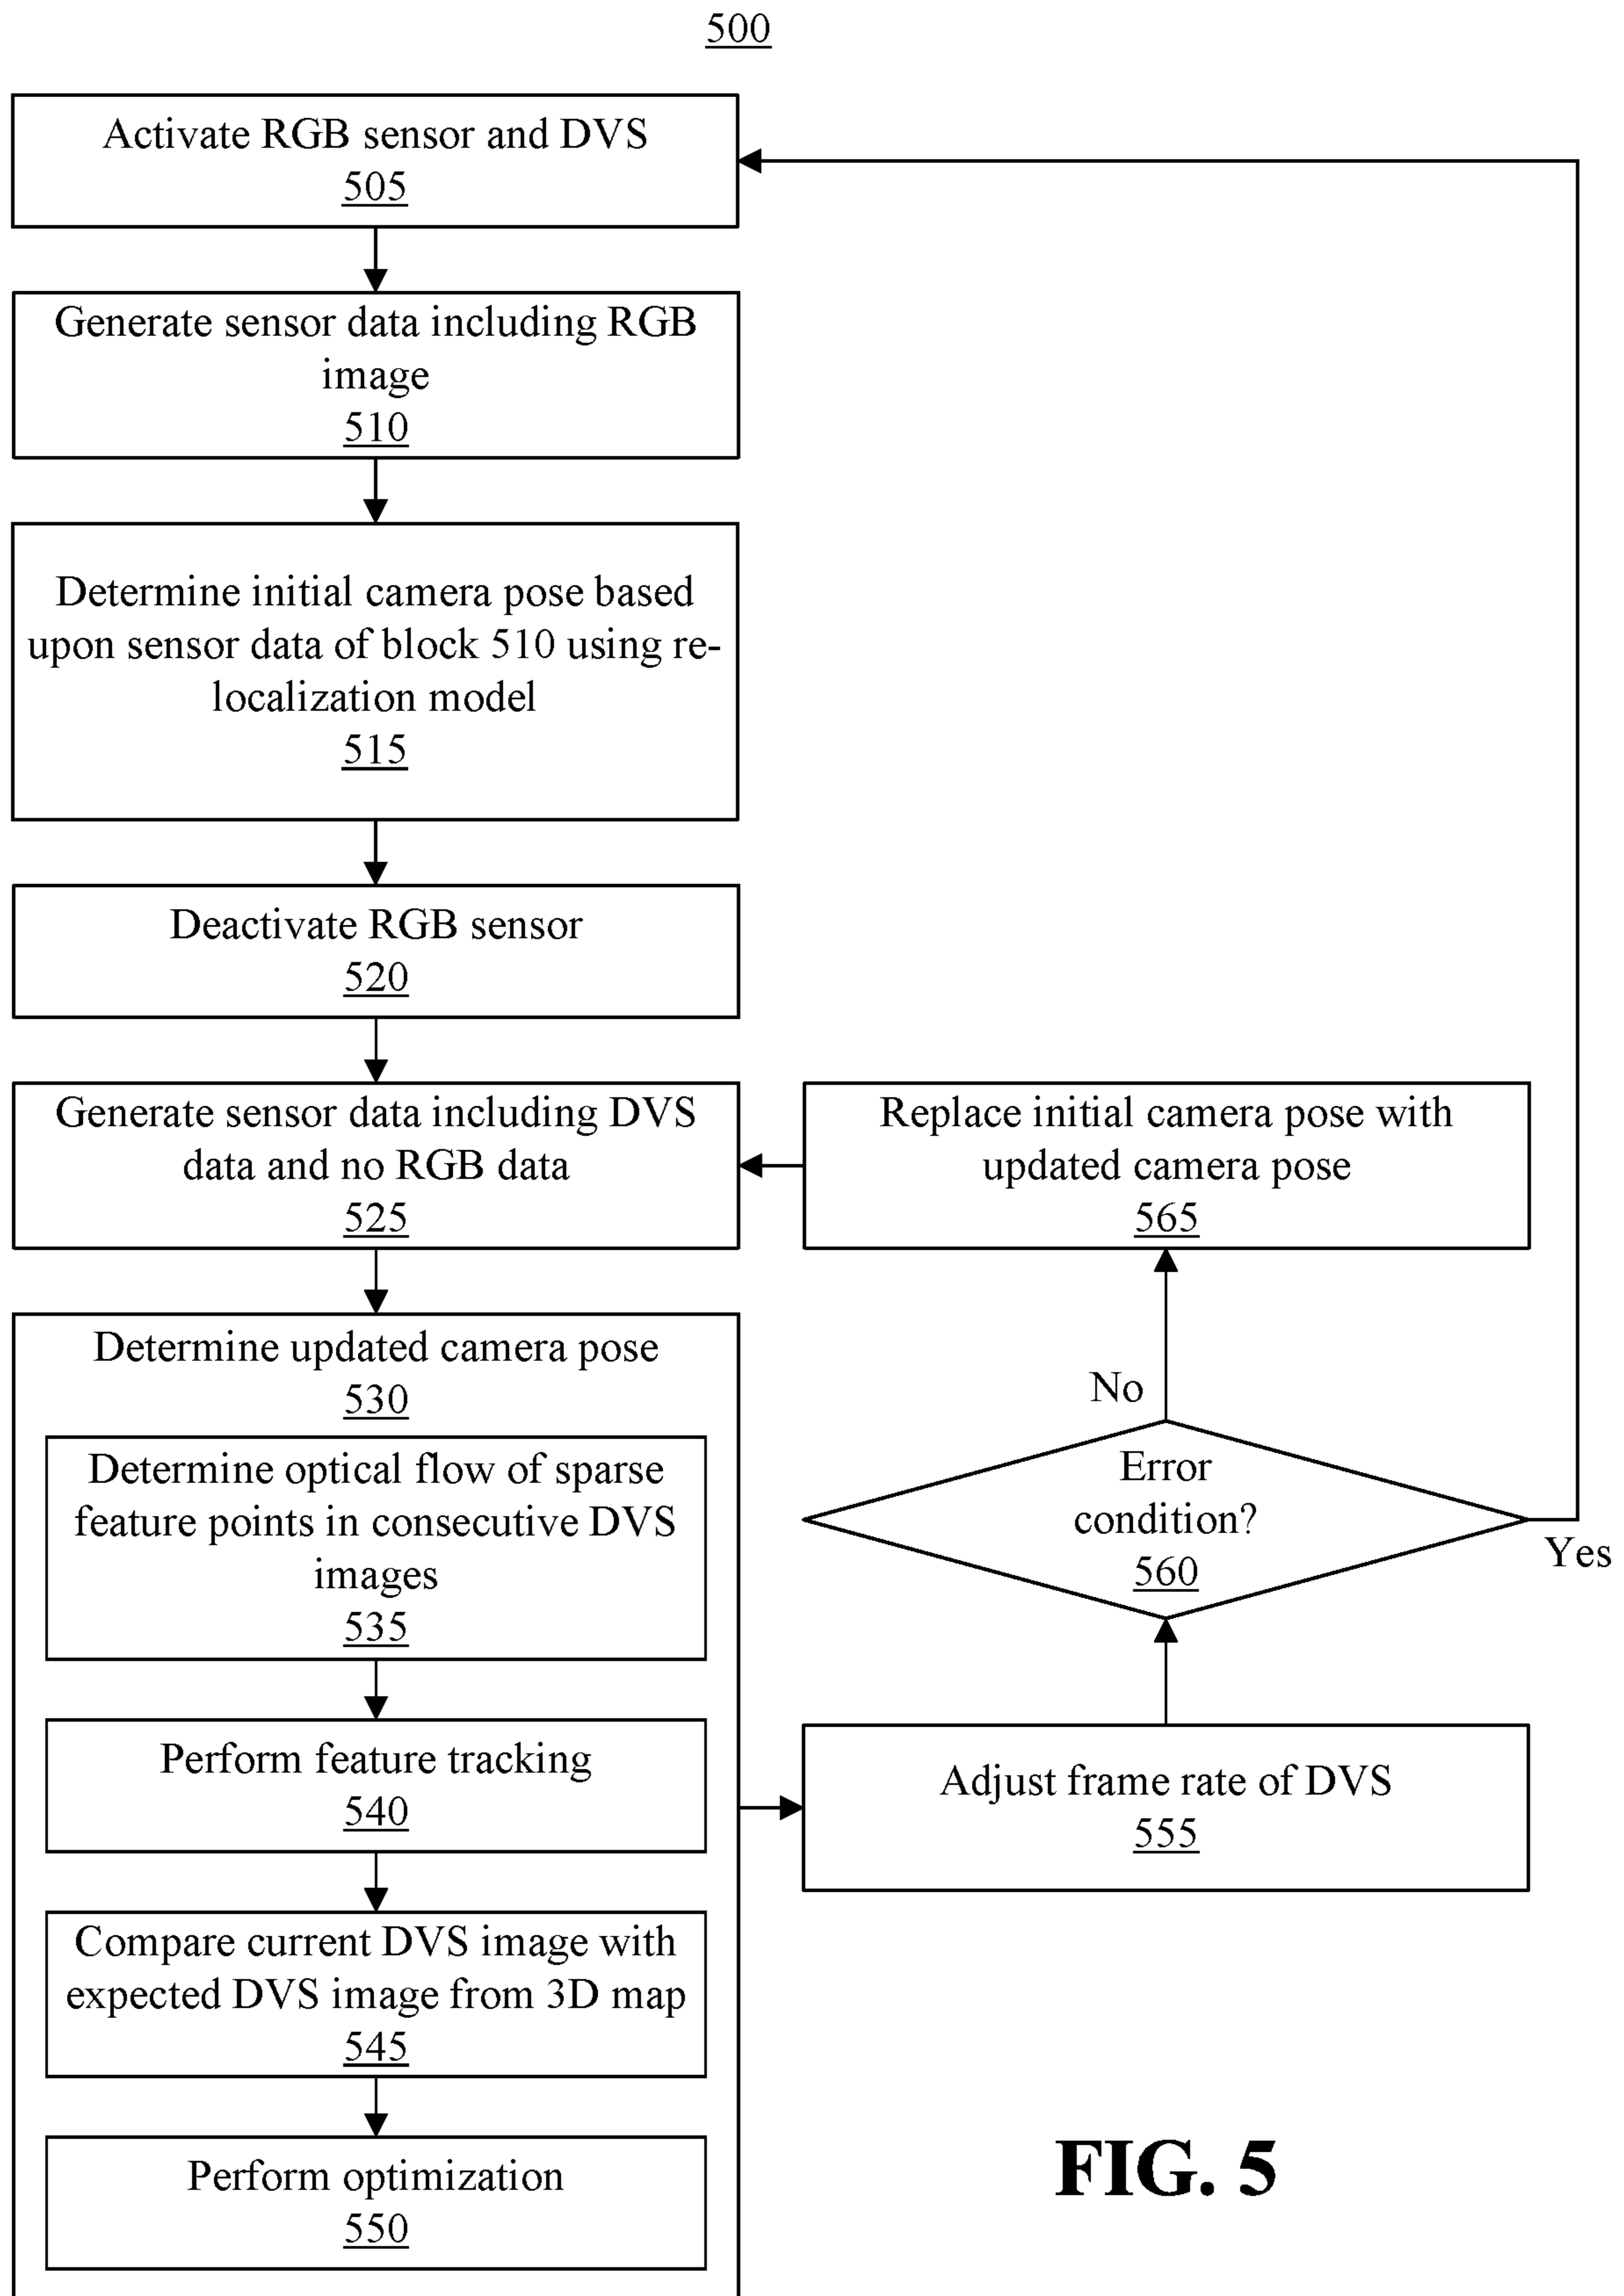 500
Activate RGB sensor and DVS
505
Generate sensor data including RGB
image
510
Determine initial camera pose based
upon sensor data of block 510 using re-
localization model
515
Deactivate RGB sensor
520
Generate sensor data including DVS
data and no RGB data
525
Replace initial camera pose with
updated camera pose
565
Determine updated camera pose
530
No
Determine optical flow of sparse
feature points in consecutive DVS
images
535
Error
condition?
560
Yes
Perform feature tracking
540
Adjust frame rate of DVS
555
Compare current DVS image with
expected DVS image from 3D map
545
Perform optimization
550
FIG. 5